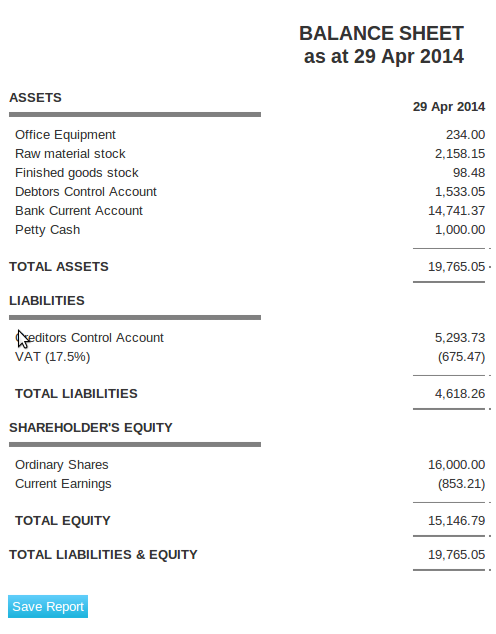 BALANCE SHEET
as at 29 Apr 2014
ASSETS
29 Apr 2014
Office Equipment 234.00
Raw material stock 2,158.15
Finished goods stock 98.48
Debtors Control Account 1,533.05
Bank Current Account 14,741.37
Petty Cash 1,000.00
TOTAL ASSETS 19,765.05
LIABILITIES
Creditors Control Account 5,293.73
VAT (17.5%) (675.47)
TOTAL LIABILITIES 4,618.26
SHAREHOLDER'S EQUITY
Ordinary Shares 16,000.00
Current Earnings (853.21)
TOTAL EQUITY 15,146.79
TOTAL LIABILITIES & EQUITY 19,765.05
Save Report